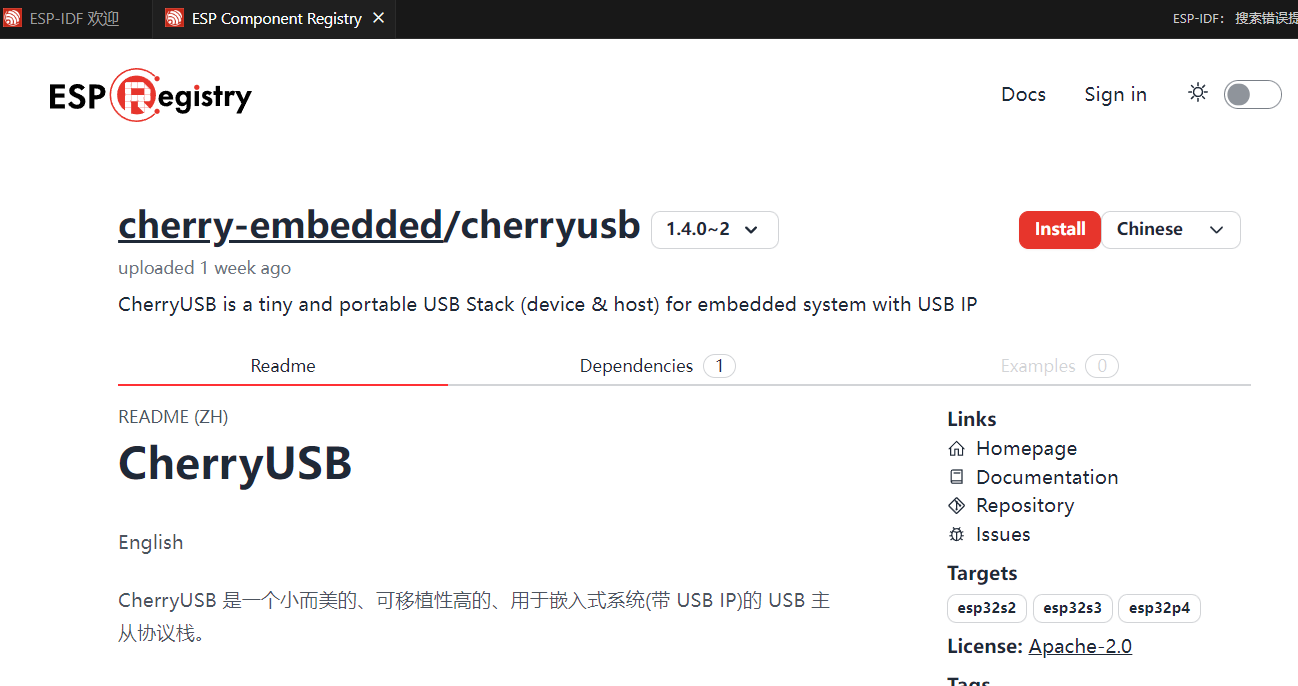 ESP-IDF 欢迎
ESP Component Registry ×
ESP-IDF: 搜索错误提
ESP Registry
Docs
Sign in
cherry-embedded/cherryusb
1.4.0~2
Install
Chinese
uploaded 1 week ago
CherryUSB is a tiny and portable USB Stack (device & host) for embedded system with USB IP
Readme
Dependencies 1
Examples 0
README (ZH)
CherryUSB
English
CherryUSB 是一个小而美的、可移植性高的、用于嵌入式系统(带 USB IP)的 USB 主
从协议栈。
Links
Homepage
Documentation
Repository
Issues
Targets
esp32s2 esp32s3 esp32p4
License: Apache-2.0
Tags